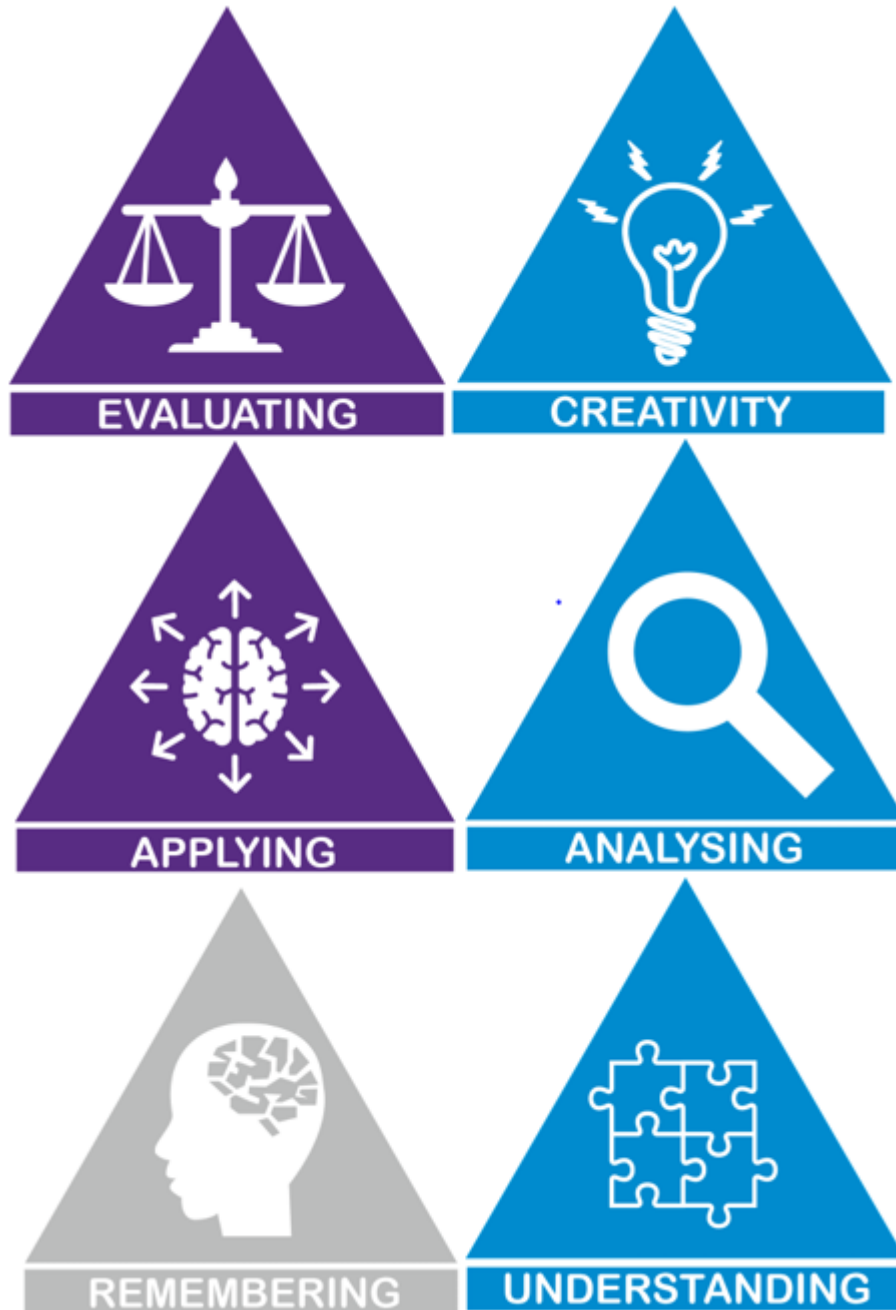 EVALUATING
CREATIVITY
APPLYING
ANALYSING
REMEMBERING
UNDERSTANDING